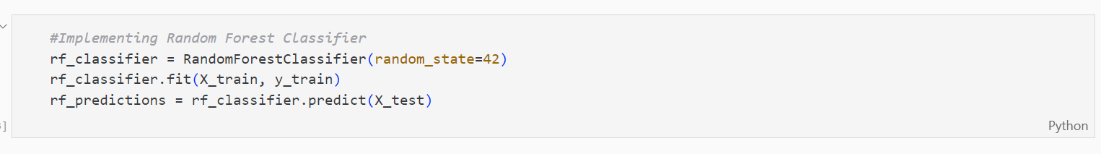 #Implementing Random Forest Classifier
rf_classifier = RandomForestClassifier(random_state=42)
rf_classifier.fit(X_train, y_train)
rf_predictions = rf_classifier.predict(X_test)
]
Python